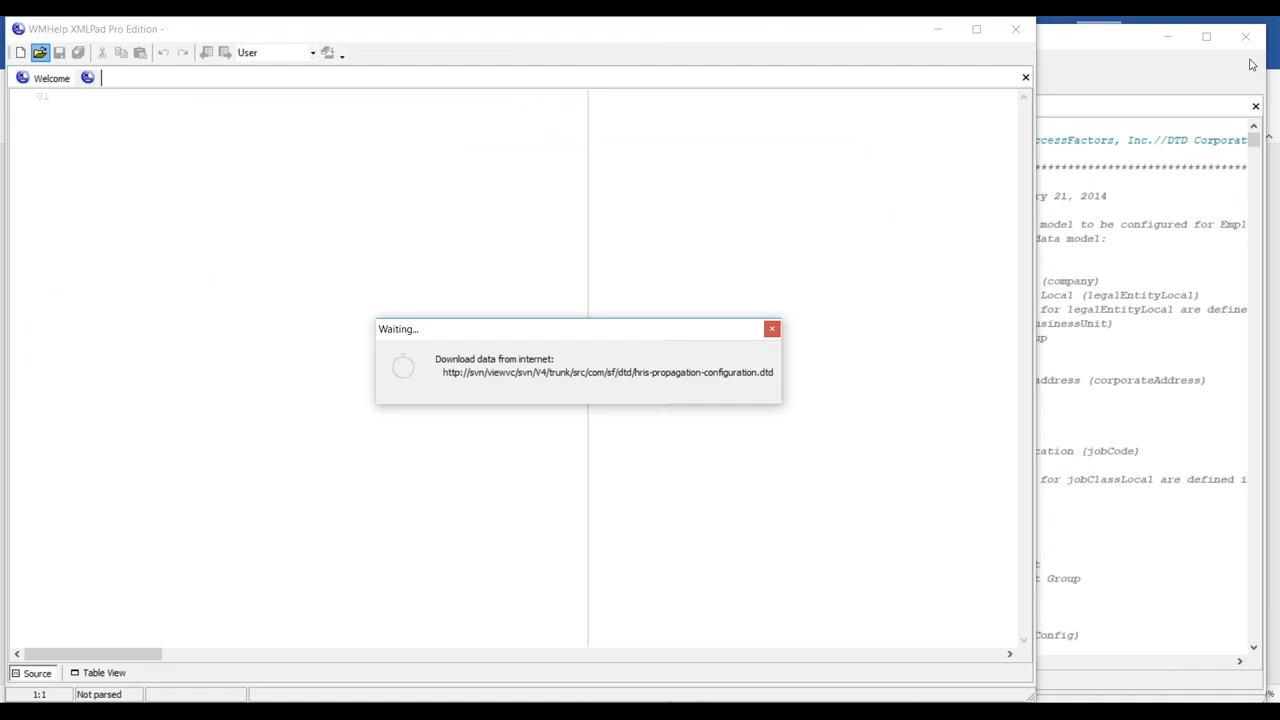 WMHelp XMLPad Pro Edition -
User
Welcome
01
Waiting...
Download data from internet:
http://svn/viewvc/svn/V4/trunk/src/com/sf/dtd/hris-propagation-configuration.dtd
Source
Table View
1:1
Not parsed
ccessFactors, Inc.//DTD Corporat
*********************************
ry 21, 2014
model to be configured for Empl
data model:
(company)
Local (legalEntityLocal)
for legalEntityLocal are define
usinessUnit)
up
address (corporateAddress)
cation (jobCode)
for jobClassLocal are defined i
t
t Group
Config)
%